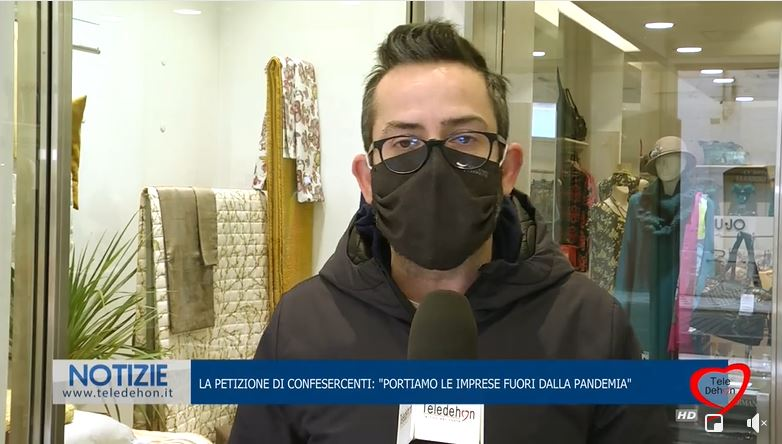 U·JO
NOTIZIE
www.teledehon.it
LA PETIZIONE DI CONFESERCENTI: "PORTIAMO LE IMPRESE FUORI DALLA PANDEMIA"
Tele
Dehon
HD
Teledehon